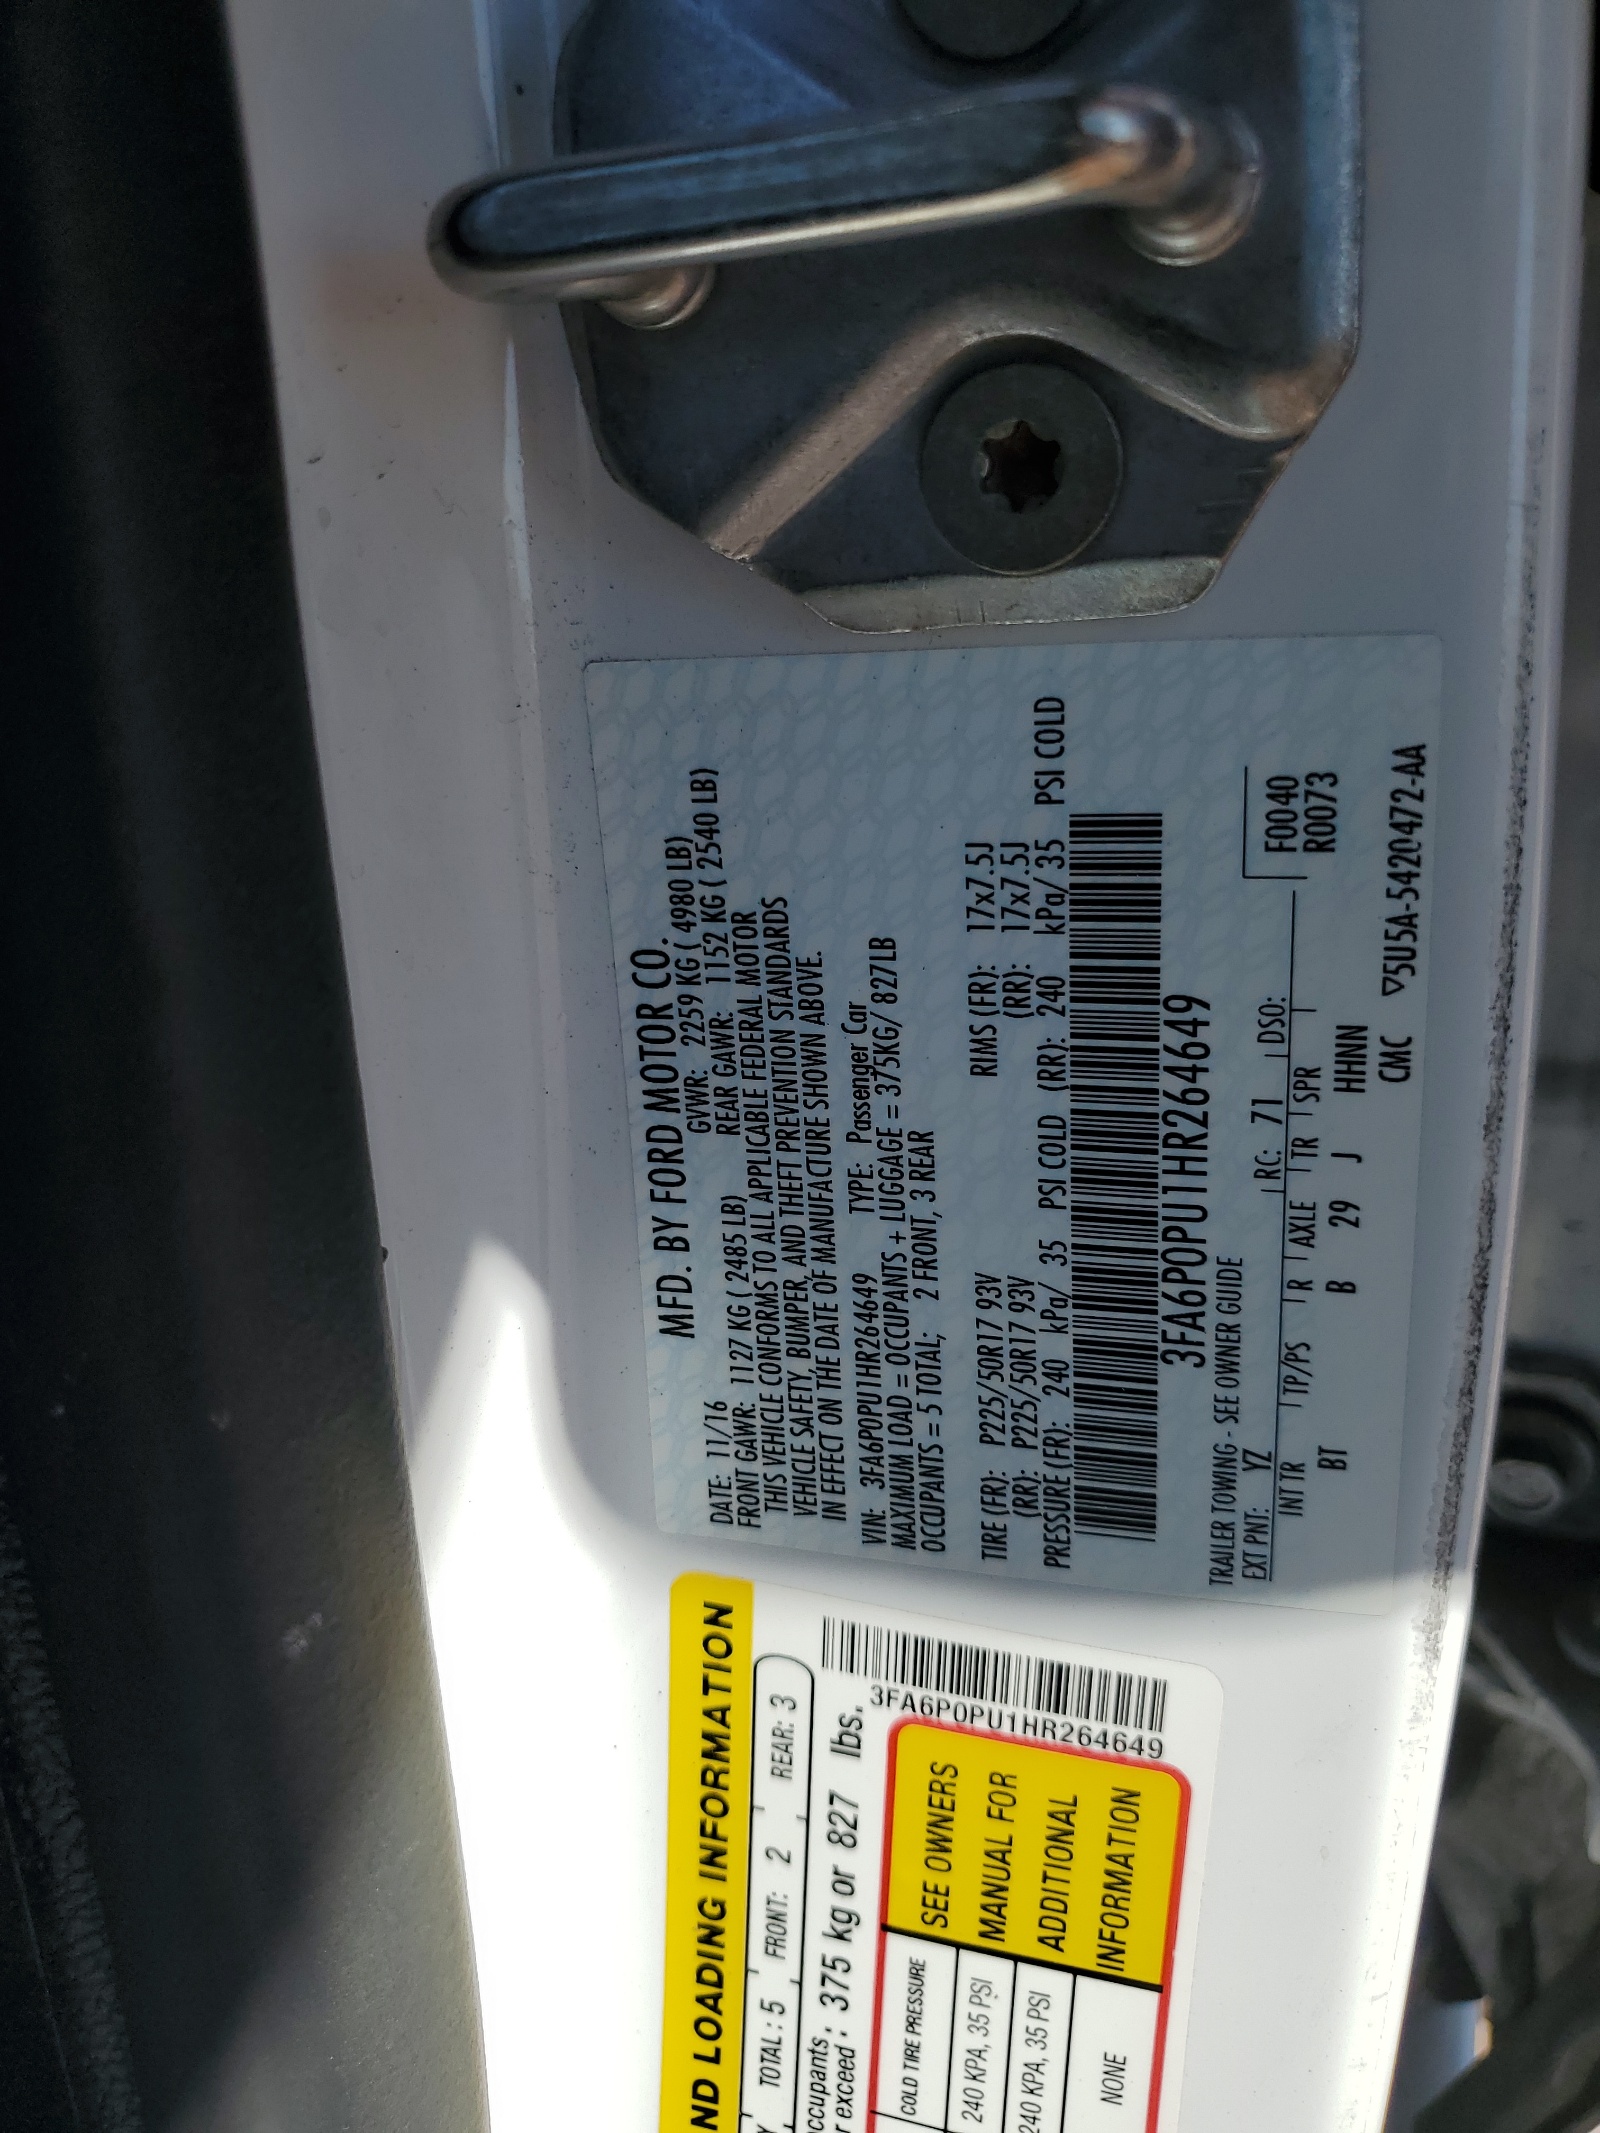 MFD. BY FORD MOTOR CO.
DATE: 11/16 GVWR: 2259 KG ( 4980 LB)
FRONT GAWR: 1127 KG ( 2485 LB) REAR GAWR: 1152 KG ( 2540 LB)
THIS VEHICLE CONFORMS TO ALL APPLICABLE FEDERAL MOTOR
VEHICLE SAFETY, BUMPER, AND THEFT PREVENTION STANDARDS
IN EFFECT ON THE DATE OF MANUFACTURE SHOWN ABOVE.
VIN: 3FA6P0PU1HR264649 TYPE: Passenger Car
MAXIMUM LOAD = OCCUPANTS + LUGGAGE = 375KG/ 827LB
OCCUPANTS = 5 TOTAL, 2 FRONT, 3 REAR
TIRE (FR): P225/50R17 93V RIMS (FR): 17x7.5J
(RR): P225/50R17 93V (RR): 17x7.5J
PRESSURE (FR): 240 kPa/ 35 PSI COLD (RR): 240 kPa/ 35 PSI COLD
3FA6P0PU1HR264649
TRAILER TOWING - SEE OWNER GUIDE
EXT PNT: YZ RC: 71 DSO: F0040
INT TR TP/PS R AXLE TR SPR R0073
BT B 29 J HHNN
CMC ▽5U5A-5420472-AA
ND LOADING INFORMATION
TOTAL : 5 FRONT: 2 REAR: 3
ccupants
r exceed : 375 kg or 827 lbs.
3FA6P0PU1HR264649
COLD TIRE PRESSURE
240 KPA, 35 PSI
240 KPA, 35 PSI
NONE
SEE OWNERS
MANUAL FOR
ADDITIONAL
INFORMATION